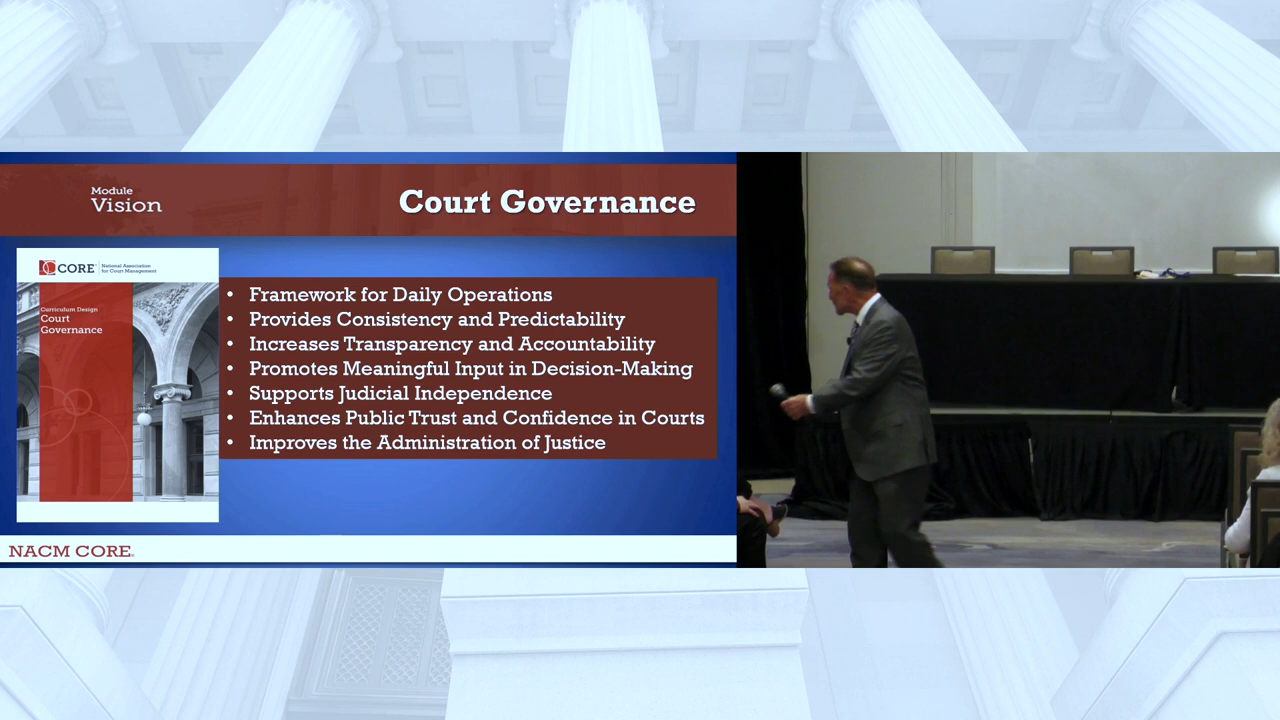 Module
Vision
Court Governance
CORE
National Association
for Court Management
Curriculum Design
Court
Governance
• Framework for Daily Operations
• Provides Consistency and Predictability
• Increases Transparency and Accountability
• Promotes Meaningful Input in Decision-Making
• Supports Judicial Independence
• Enhances Public Trust and Confidence in Courts
• Improves the Administration of Justice
NACM CORE